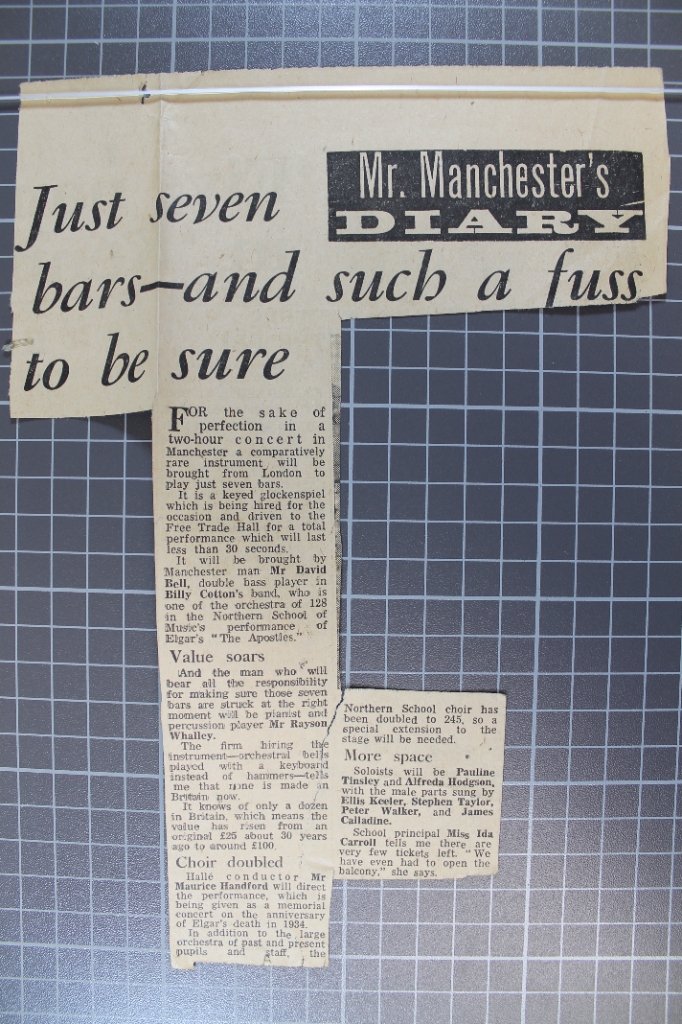 Mr. Manchester's
DIARY
Just seven
bars—and such a fuss
to be sure
FOR the sake of
perfection in a
two-hour concert in
Manchester a comparatively
rare instrument will be
brought from London to
play just seven bars.
It is a keyed glockenspiel
which is being hired for the
occasion and driven to the
Free Trade Hall for a total
performance which will last
less than 30 seconds.
It will be brought by
Manchester man Mr David
Bell, double bass player in
Billy Cotton's band, who is
one of the orchestra of 128
in the Northern School of
Music's performance of
Elgar's "The Apostles."
Value soars
And the man who will
bear all the responsibility
for making sure those seven
bars are struck at the right
moment will be pianist and
percussion player Mr Rayson
Whalley.
The firm hiring the
instrument—orchestral bells
played with a keyboard
instead of hammers—tells
me that none is made in
Britain now.
It knows of only a dozen
in Britain, which means the
value has risen from an
original £25 about 30 years
ago to around £100.
Choir doubled
Hallé conductor Mr
Maurice Handford will direct
the performance, which is
being given as a memorial
concert on the anniversary
of Elgar's death in 1934.
In addition to the large
orchestra of past and present
pupils and staff, the
Northern School choir has
been doubled to 245, so a
special extension to the
stage will be needed.
More space
Soloists will be Pauline
Tinsley and Alfreda Hodgson,
with the male parts sung by
Ellis Keeler, Stephen Taylor,
Peter Walker, and James
Calladine.
School principal Miss Ida
Carroll tells me there are
very few tickets left. "We
have even had to open the
balcony," she says.